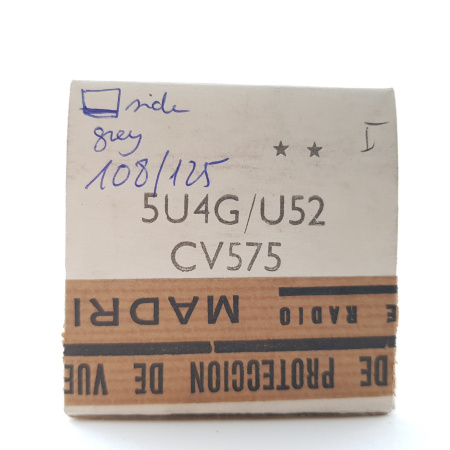 side
grey
108/125
★ ★ I
5U4G/U52
CV575
DE PROTECCION DE VUE
E RADIO MADRI